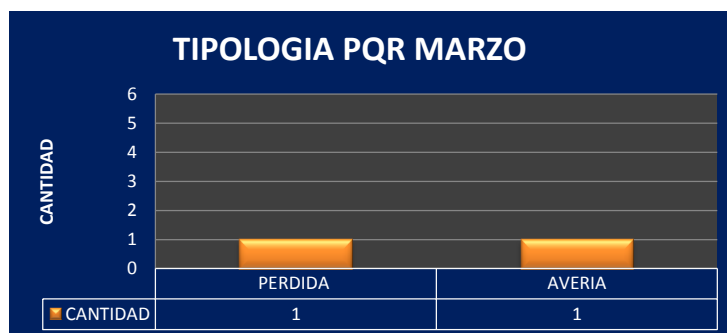 TIPOLOGIA PQR MARZO
CANTIDAD
6
5
4
3
2
1
0
PERDIDA AVERIA
CANTIDAD 1 1